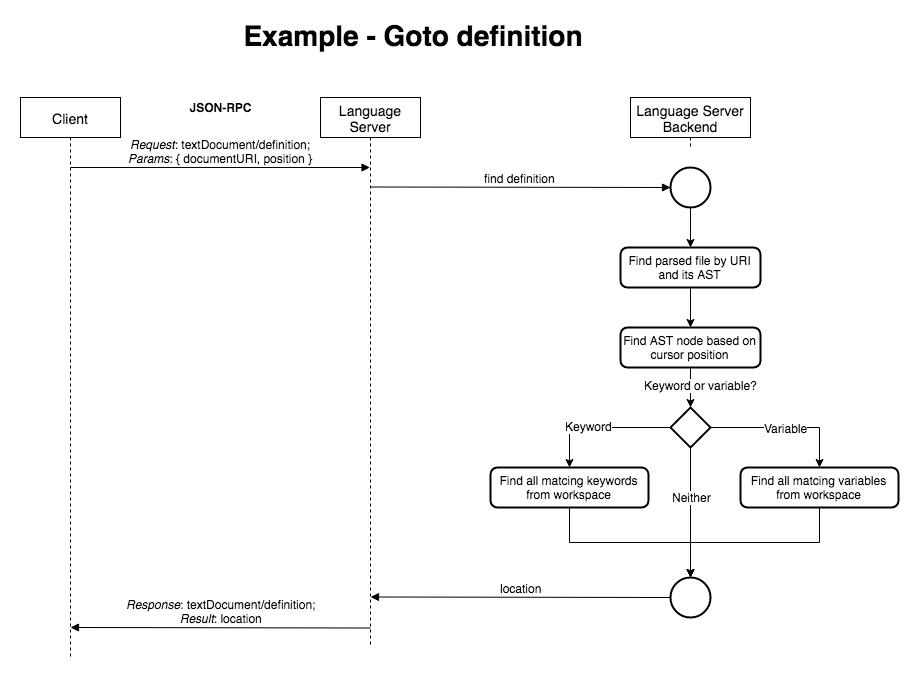 Example - Goto definition
Client
JSON-RPC
Language
Server
Language Server
Backend
Request: textDocument/definition;
Params: { documentURI, position }
find definition
Find parsed file by URI
and its AST
Find AST node based on
cursor position
Keyword or variable?
Keyword
Variable
Find all matcing keywords
from workspace
Neither
Find all matcing variables
from workspace
location
Response: textDocument/definition;
Result: location